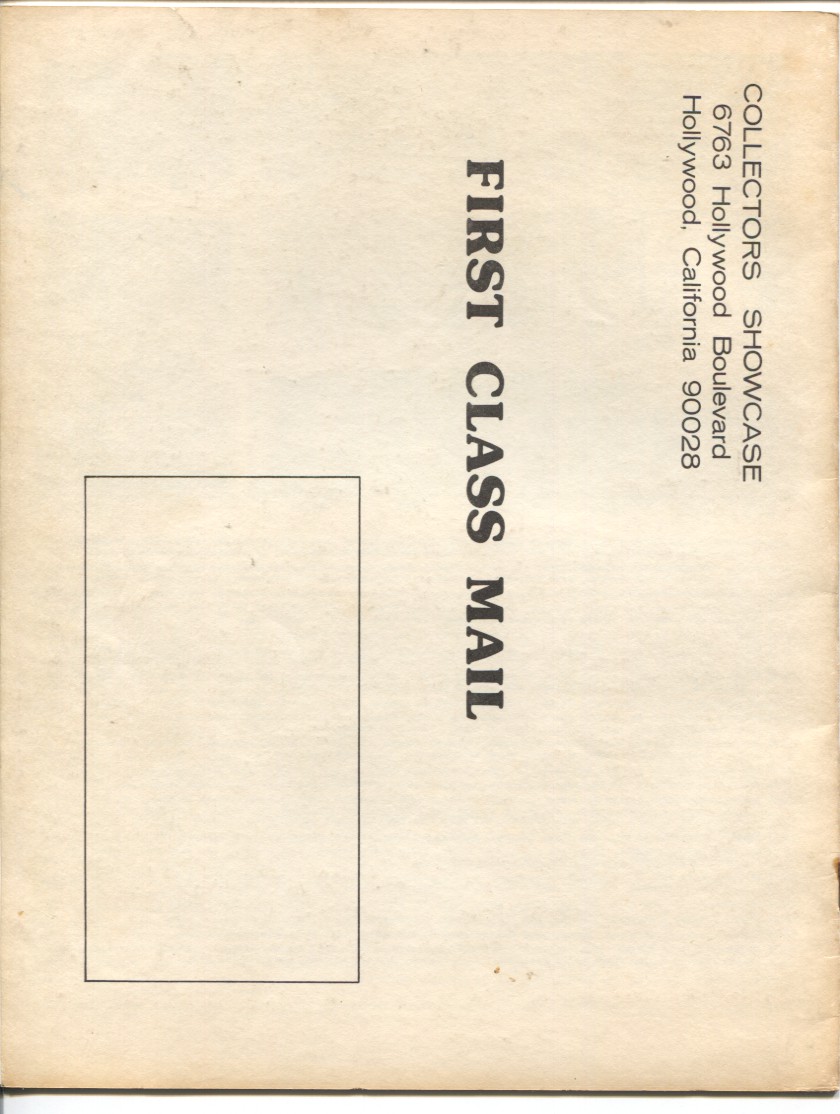 COLLECTORS SHOWCASE
6763 Hollywood Boulevard
Hollywood, California 90028
FIRST CLASS MAIL